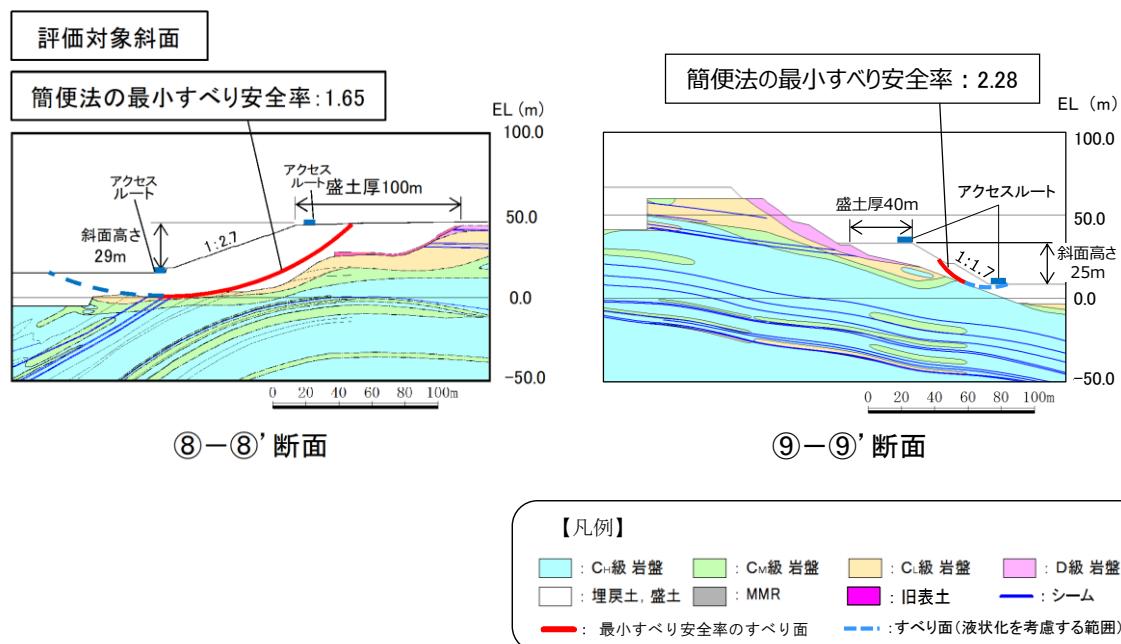 評価対象斜面
簡便法の最小すべり安全率：1.65
EL（m）
100.0
50.0
0.0
-50.0
アクセス
ルート
アクセス
ルート
盛土厚100m
斜面高さ
29m
1:2.7
0 20 40 60 80 100m
⑧－⑧’断面
簡便法の最小すべり安全率：2.28
EL（m）
100.0
50.0
0.0
-50.0
アクセスルート
盛土厚40m
斜面高さ
25m
1:1.7
0 20 40 60 80 100m
⑨－⑨’断面
【凡例】
：CH級 岩盤 ：CM級 岩盤 ：CL級 岩盤 ：D級 岩盤
：埋戻土，盛土 ：MMR ：旧表土 ：シーム
：最小すべり安全率のすべり面 ：すべり面（液状化を考慮する範囲）